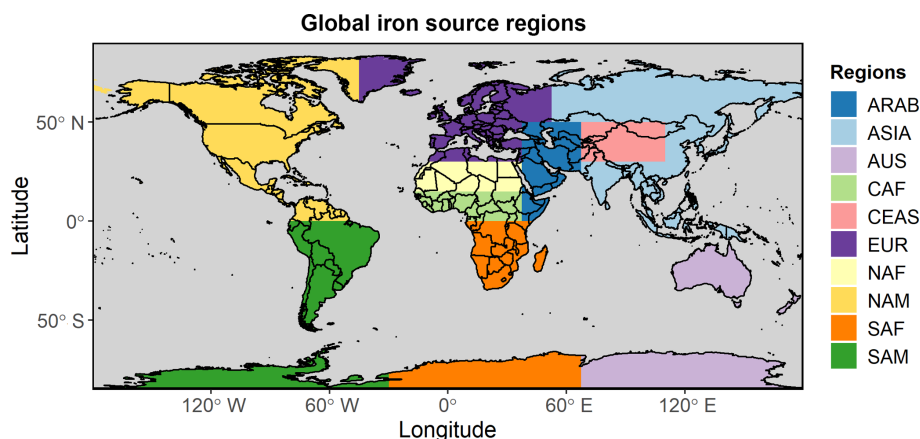 Global iron source regions
Latitude
50° N
0°
50° S
120° W
60° W
0°
60° E
120° E
Longitude
Regions
ARAB
ASIA
AUS
CAF
CEAS
EUR
NAF
NAM
SAF
SAM